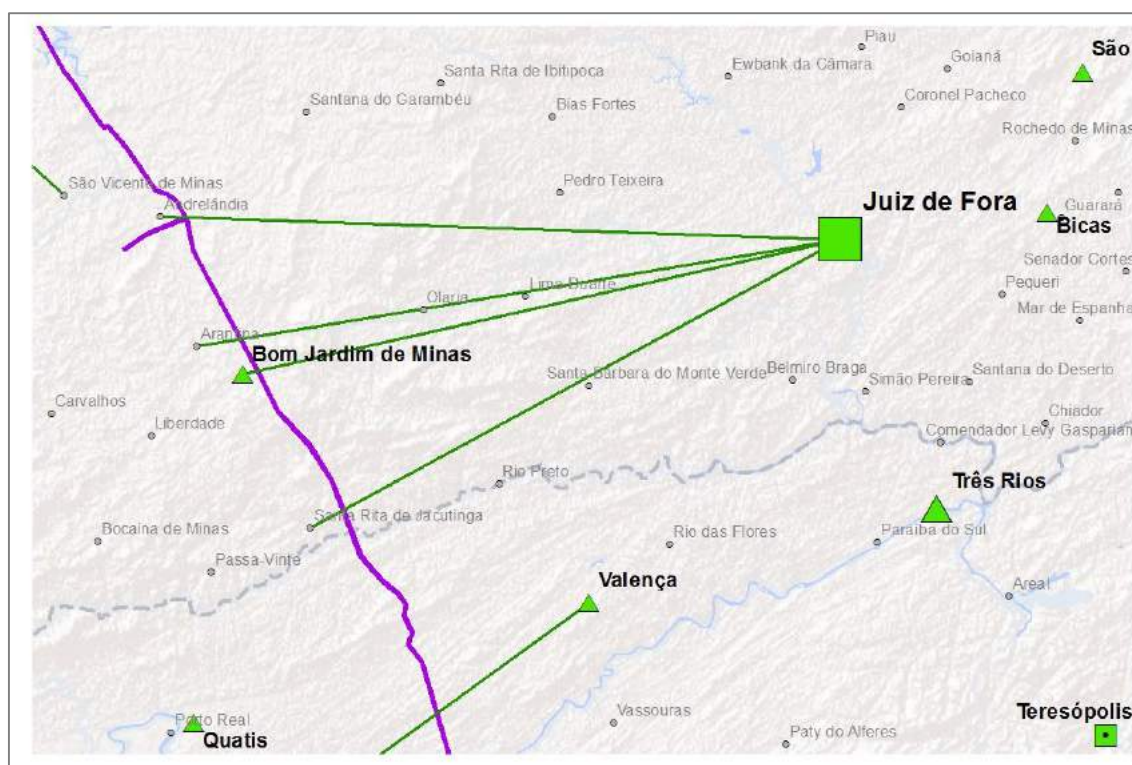 Piau
São
Ewbank da Câmara
Goianá
Santa Rita de Ibitipoca
Santana do Garambéu
Bias Fortes
Coronel Pacheco
Rochedo de Minas
São Vicente de Minas
Pedro Teixeira
Juiz de Fora
Guarará
Andrelândia
Bicas
Senador Cortes
Pequeri
Lima Duarte
Olaria
Mar de Espanha
Arantina
Bom Jardim de Minas
Santa Bárbara do Monte Verde
Belmiro Braga
Simão Pereira
Santana do Deserto
Carvalhos
Liberdade
Chiador
Comendador Levy Gasparian
Rio Preto
Três Rios
Santa Rita de Jacutinga
Bocaina de Minas
Rio das Flores
Paraíba do Sul
Passa-Vinte
Valença
Areal
Porto Real
Quatis
Vassouras
Paty do Alferes
Teresópolis